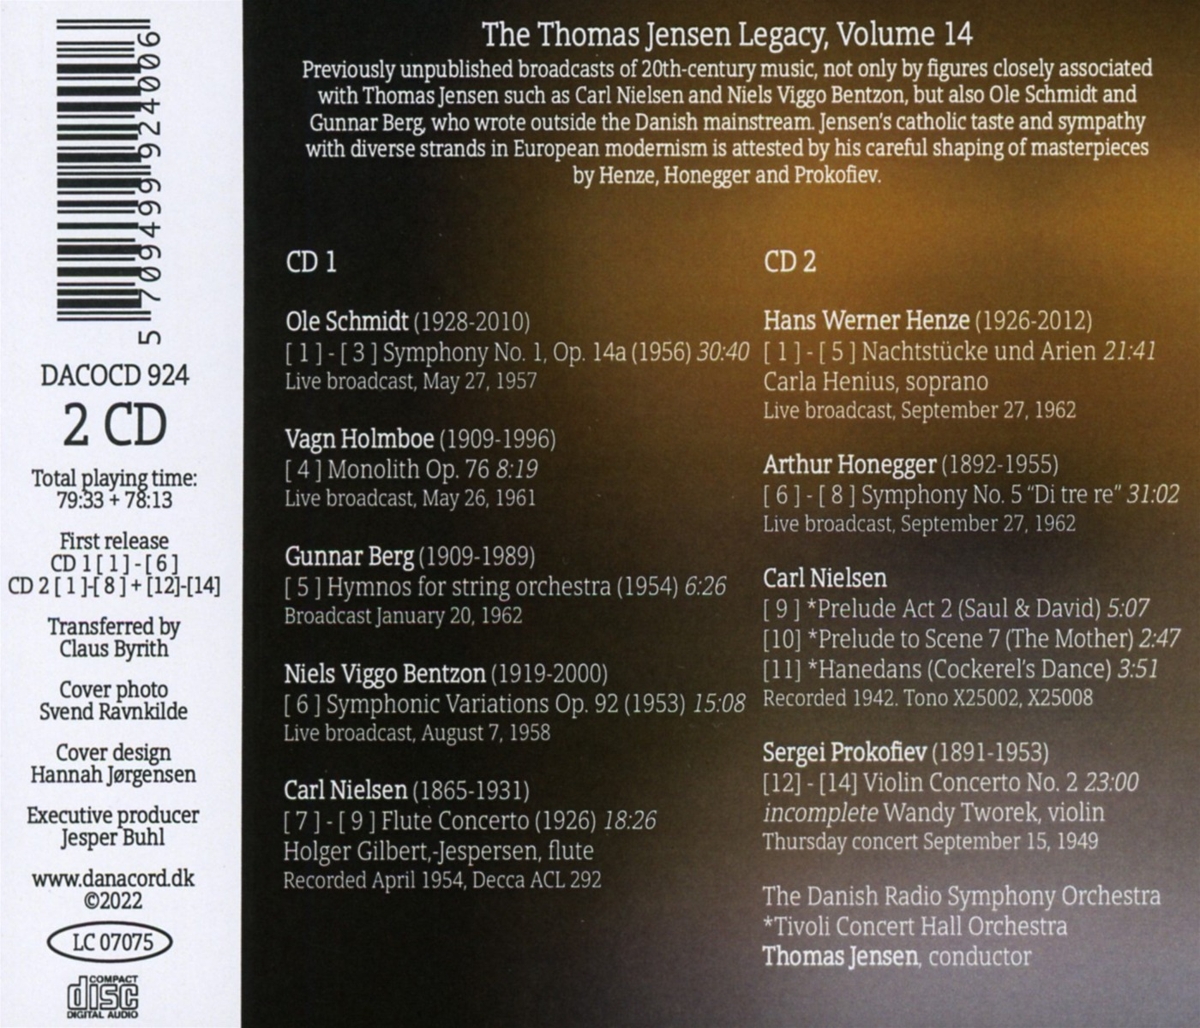 5 709499 924006
DACOCD 924
2 CD
Total playing time:
79:33 + 78:13
First release
CD 1 [ 1 ] - [ 6 ]
CD 2 [ 1 ]-[ 8 ] + [12]-[14]
Transferred by
Claus Byrith
Cover photo
Svend Ravnkilde
Cover design
Hannah Jørgensen
Executive producer
Jesper Buhl
www.danacord.dk
©2022
LC 07075
COMPACT
disc
DIGITAL AUDIO
The Thomas Jensen Legacy, Volume 14
Previously unpublished broadcasts of 20th-century music, not only by figures closely associated
with Thomas Jensen such as Carl Nielsen and Niels Viggo Bentzon, but also Ole Schmidt and
Gunnar Berg, who wrote outside the Danish mainstream. Jensen's catholic taste and sympathy
with diverse strands in European modernism is attested by his careful shaping of masterpieces
by Henze, Honegger and Prokofiev.
CD 1
Ole Schmidt (1928-2010)
[ 1 ] - [ 3 ] Symphony No. 1, Op. 14a (1956) 30:40
Live broadcast, May 27, 1957
Vagn Holmboe (1909-1996)
[ 4 ] Monolith Op. 76 8:19
Live broadcast, May 26, 1961
Gunnar Berg (1909-1989)
[ 5 ] Hymnos for string orchestra (1954) 6:26
Broadcast January 20, 1962
Niels Viggo Bentzon (1919-2000)
[ 6 ] Symphonic Variations Op. 92 (1953) 15:08
Live broadcast, August 7, 1958
Carl Nielsen (1865-1931)
[ 7 ] - [ 9 ] Flute Concerto (1926) 18:26
Holger Gilbert,-Jespersen, flute
Recorded April 1954, Decca ACL 292
CD 2
Hans Werner Henze (1926-2012)
[ 1 ] - [ 5 ] Nachtstücke und Arien 21:41
Carla Henius, soprano
Live broadcast, September 27, 1962
Arthur Honegger (1892-1955)
[ 6 ] - [ 8 ] Symphony No. 5 “Di tre re” 31:02
Live broadcast, September 27, 1962
Carl Nielsen
[ 9 ] *Prelude Act 2 (Saul & David) 5:07
[10] *Prelude to Scene 7 (The Mother) 2:47
[11] *Hanedans (Cockerel's Dance) 3:51
Recorded 1942. Tono X25002, X25008
Sergei Prokofiev (1891-1953)
[12] - [14] Violin Concerto No. 2 23:00
incomplete Wandy Tworek, violin
Thursday concert September 15, 1949
The Danish Radio Symphony Orchestra
*Tivoli Concert Hall Orchestra
Thomas Jensen, conductor